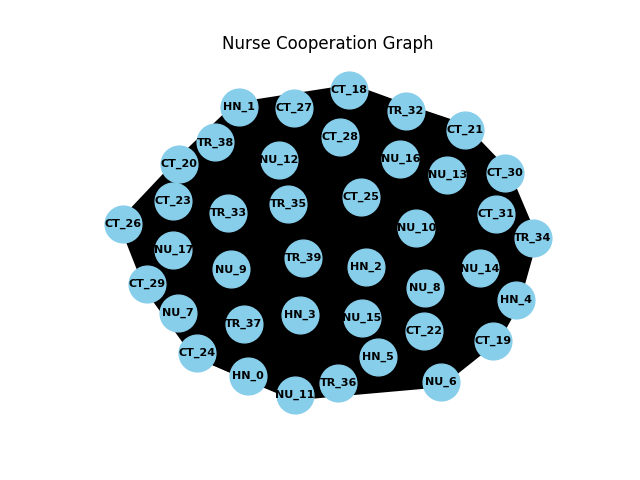 Nurse Cooperation Graph
CT_18
HN_1
CT_27
TR_32
CT_21
CT_28
TR_38
NU_12
NU_16
CT_20
NU_13
CT_30
CT_25
CT_23
TR_35
TR_33
CT_31
CT_26
NU_10
TR_34
NU_17
TR_39
HN_2
NU_9
NU_14
CT_29
NU_8
HN_4
NU_7
HN_3
NU_15
TR_37
CT_22
CT_19
CT_24
HN_5
HN_0
TR_36
NU_6
NU_11